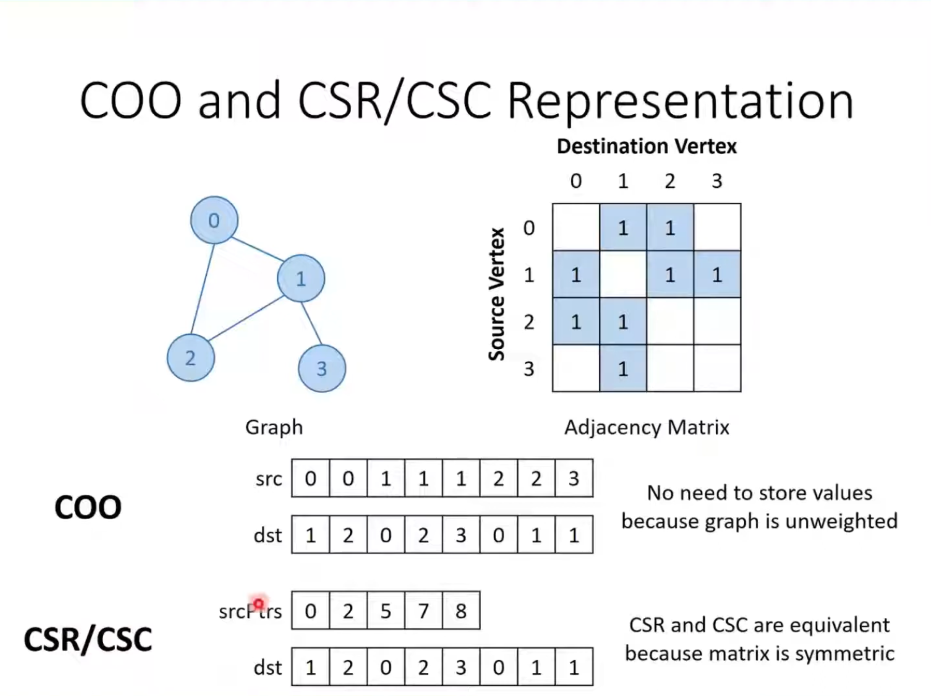 COO and CSR/CSC Representation
Destination Vertex
0 1 2 3
Source Vertex
0 1 1
1 1 1 1
2 1 1
3 1
0
1
2
3
Graph
Adjacency Matrix
COO
src 0 0 1 1 1 2 2 3
dst 1 2 0 2 3 0 1 1
No need to store values
because graph is unweighted
CSR/CSC
srcPtrs 0 2 5 7 8
dst 1 2 0 2 3 0 1 1
CSR and CSC are equivalent
because matrix is symmetric